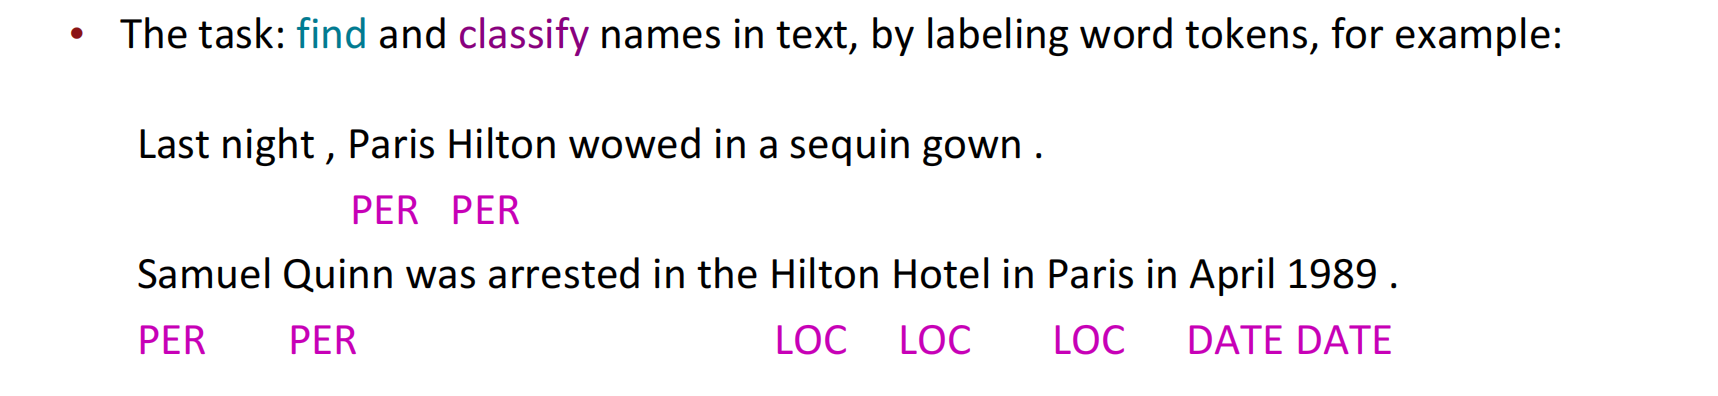 • The task: find and classify names in text, by labeling word tokens, for example:
Last night , Paris Hilton wowed in a sequin gown .
PER PER
Samuel Quinn was arrested in the Hilton Hotel in Paris in April 1989 .
PER PER LOC LOC LOC DATE DATE